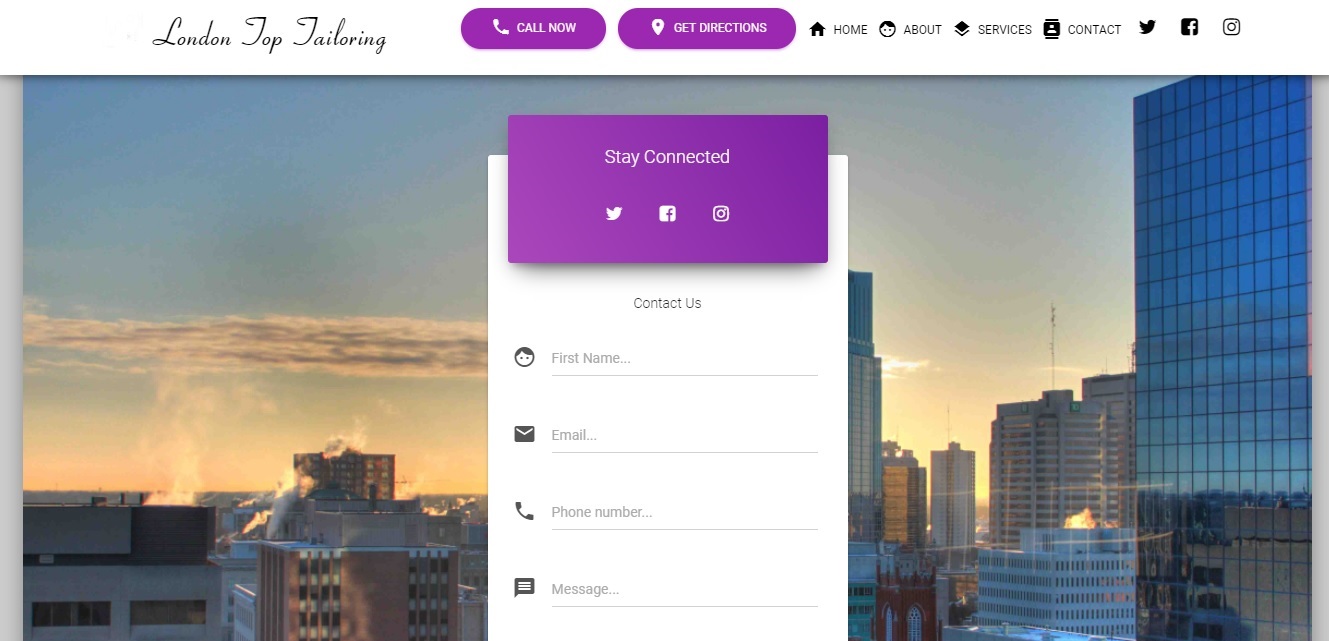 London Top Tailoring
CALL NOW
GET DIRECTIONS
HOME
ABOUT
SERVICES
CONTACT
Stay Connected
Contact Us
First Name...
Email...
Phone number...
Message...